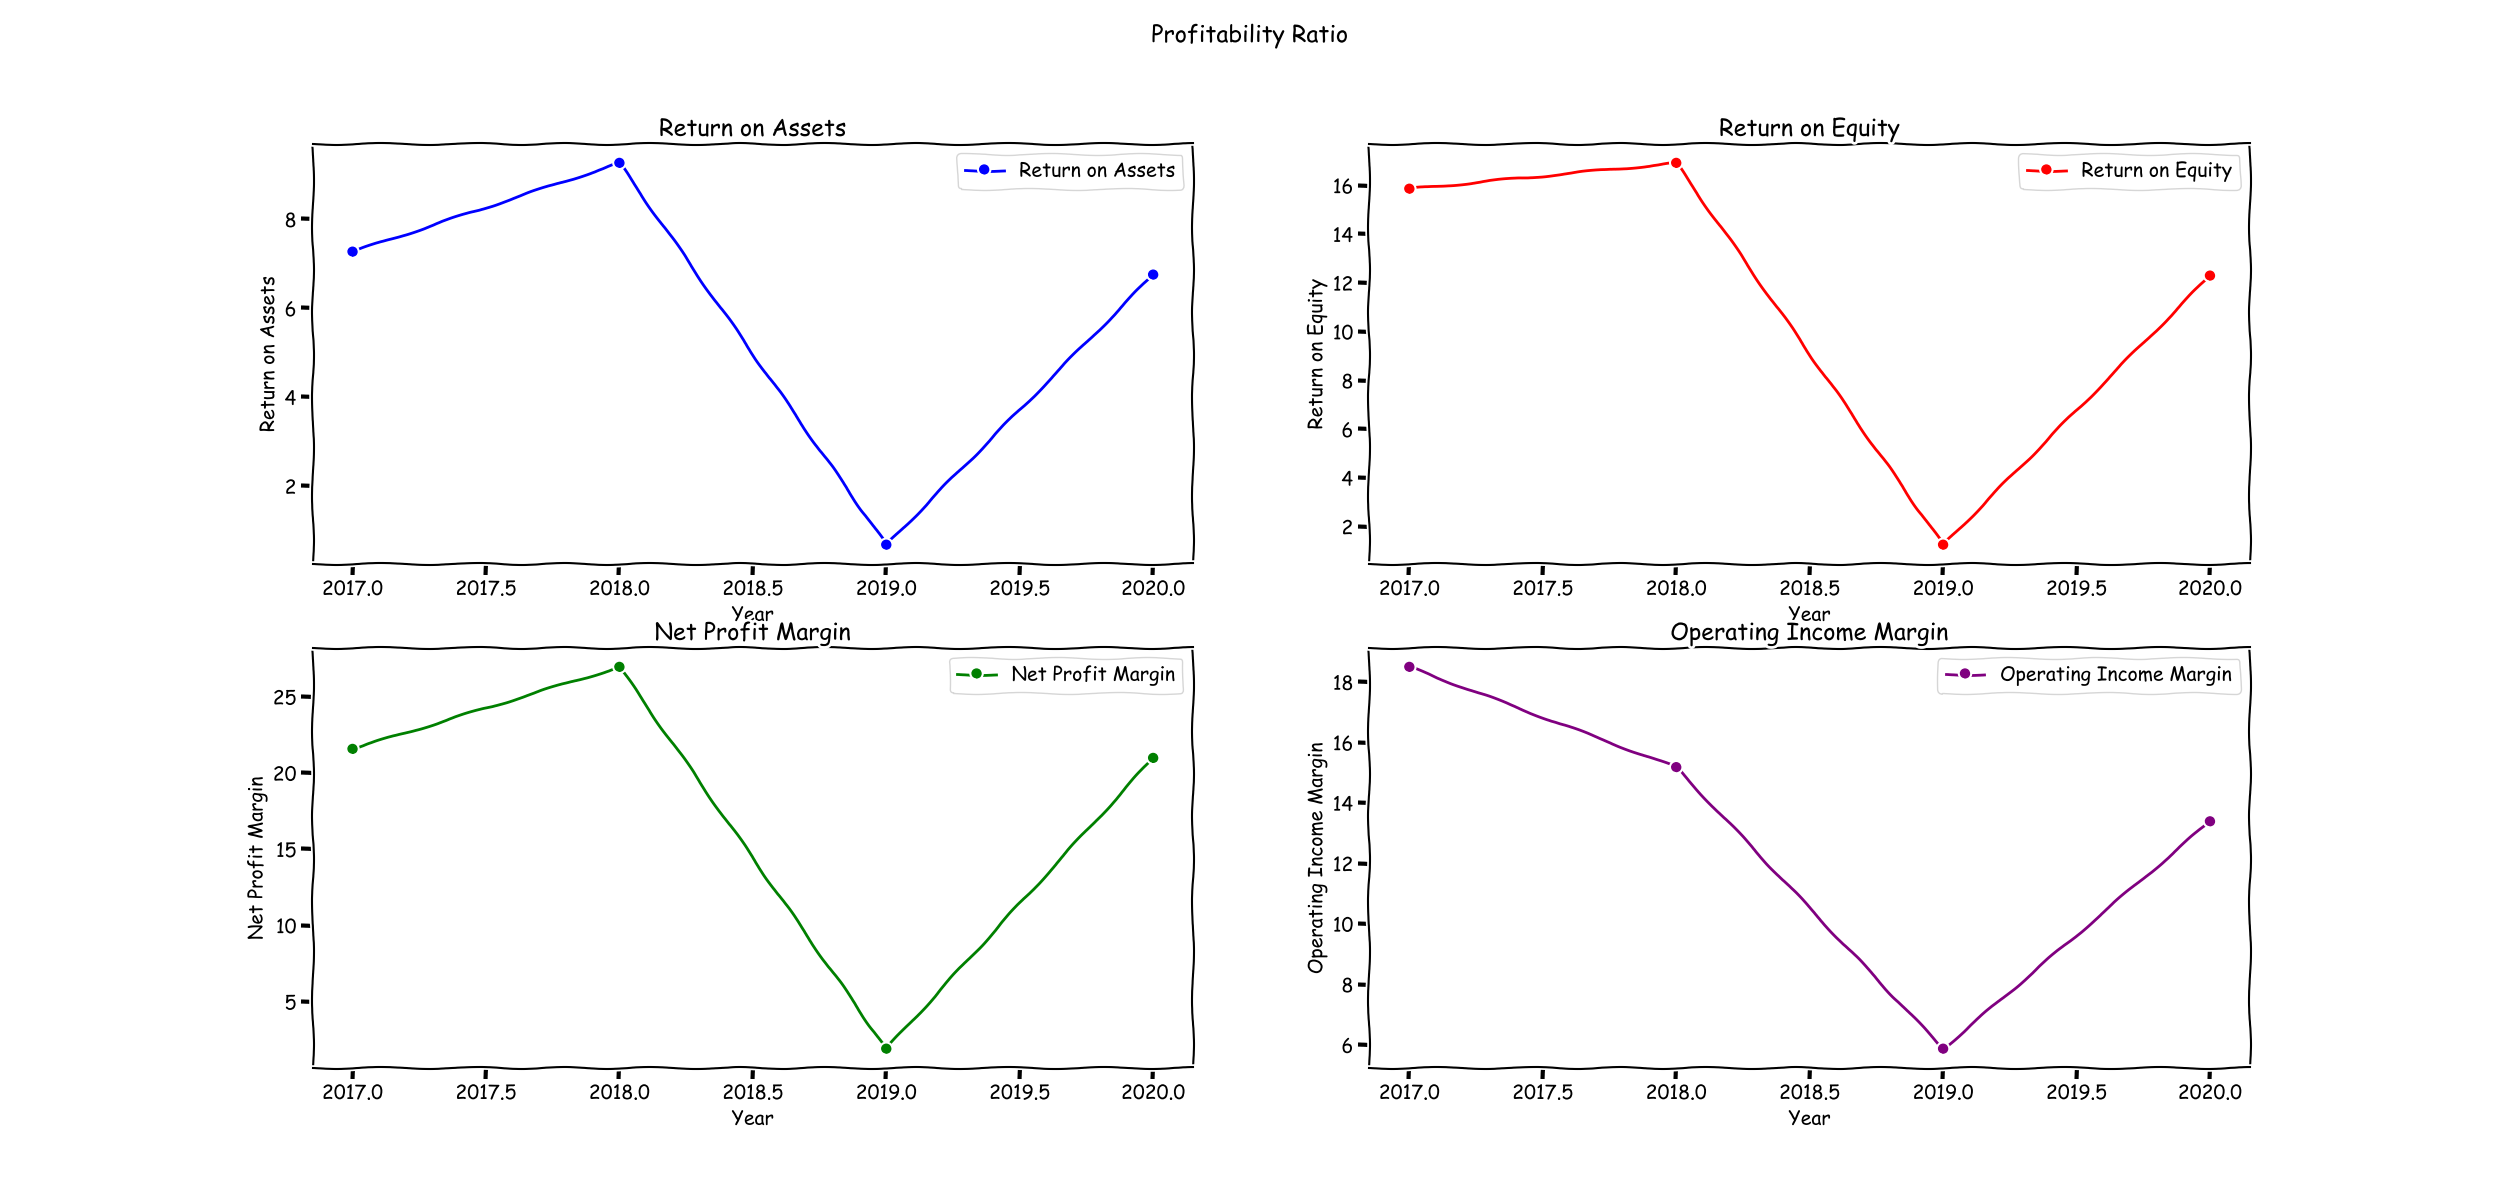 Profitability Ratio
Return on Assets
Return on Assets
Return on Assets
8
6
4
2
2017.0 2017.5 2018.0 2018.5 2019.0 2019.5 2020.0
Year
Return on Equity
Return on Equity
Return on Equity
16
14
12
10
8
6
4
2
2017.0 2017.5 2018.0 2018.5 2019.0 2019.5 2020.0
Year
Net Profit Margin
Net Profit Margin
Net Profit Margin
25
20
15
10
5
2017.0 2017.5 2018.0 2018.5 2019.0 2019.5 2020.0
Year
Operating Income Margin
Operating Income Margin
Operating Income Margin
18
16
14
12
10
8
6
2017.0 2017.5 2018.0 2018.5 2019.0 2019.5 2020.0
Year